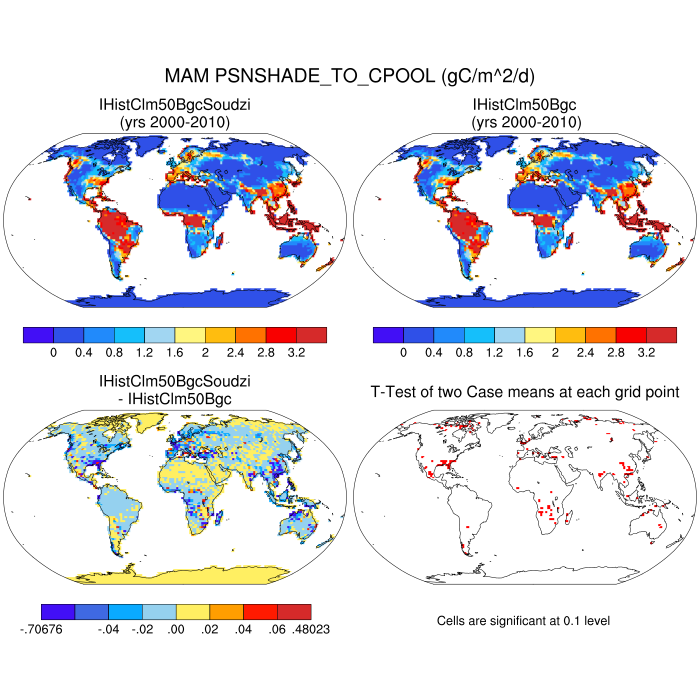 MAM PSNSHADE_TO_CPOOL (gC/m^2/d)
IHistClm50BgcSoudzi
(yrs 2000-2010)
IHistClm50Bgc
(yrs 2000-2010)
0 0.4 0.8 1.2 1.6 2 2.4 2.8 3.2
0 0.4 0.8 1.2 1.6 2 2.4 2.8 3.2
IHistClm50BgcSoudzi
- IHistClm50Bgc
T-Test of two Case means at each grid point
-.70676 -.04 -.02 .00 .02 .04 .06 .48023
Cells are significant at 0.1 level